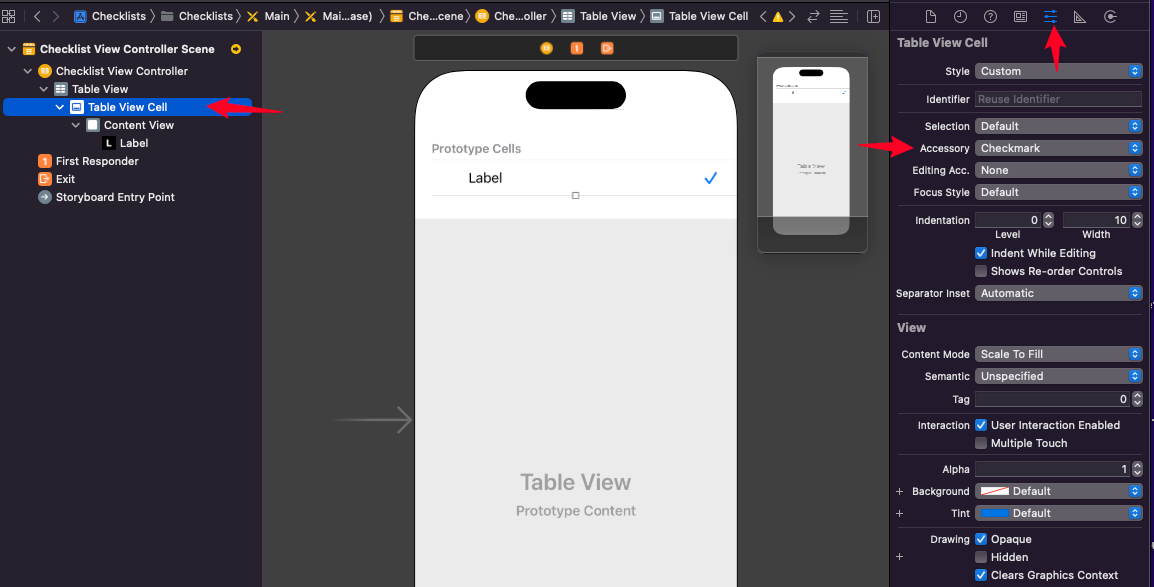 Checklists 〉 Checklists 〉 Main 〉 Mai...ase) 〉 Che...cene 〉 Che...oller 〉 Table View 〉 Table View Cell
Checklist View Controller Scene
Checklist View Controller
Table View
Table View Cell
Content View
L Label
1 First Responder
Exit
Storyboard Entry Point
1
Prototype Cells
Label
Table View
Prototype Content
Table View Cell
Style Custom
Identifier Reuse Identifier
Selection Default
Accessory Checkmark
Editing Acc. None
Focus Style Default
Indentation 0 10
Level Width
Indent While Editing
Shows Re-order Controls
Separator Inset Automatic
View
Content Mode Scale To Fill
Semantic Unspecified
Tag 0
Interaction User Interaction Enabled
Multiple Touch
Alpha 1
+ Background Default
+ Tint Default
Drawing Opaque
+ Hidden
Clears Graphics Context